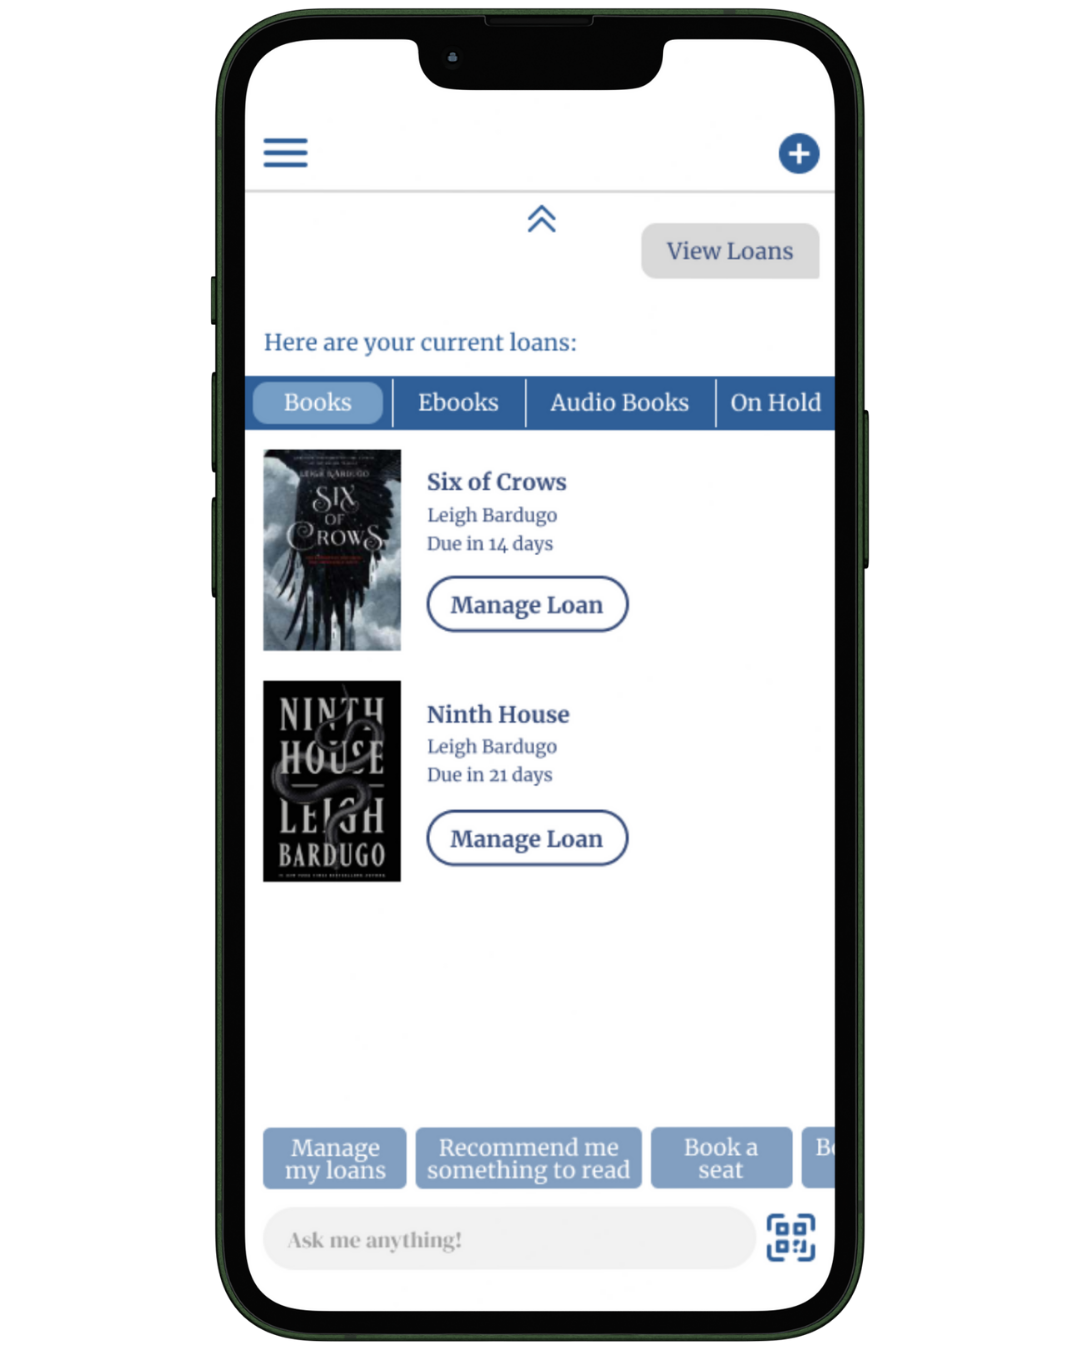 View Loans
Here are your current loans:
Books
Ebooks
Audio Books
On Hold
LEIGH BARDUGO
SIX
OF
CROWS
Six of Crows
Leigh Bardugo
Due in 14 days
Manage Loan
NINTH
HOUSE
LEIGH
BARDUGO
Ninth House
Leigh Bardugo
Due in 21 days
Manage Loan
Manage
my loans
Recommend me
something to read
Book a
seat
Ask me anything!